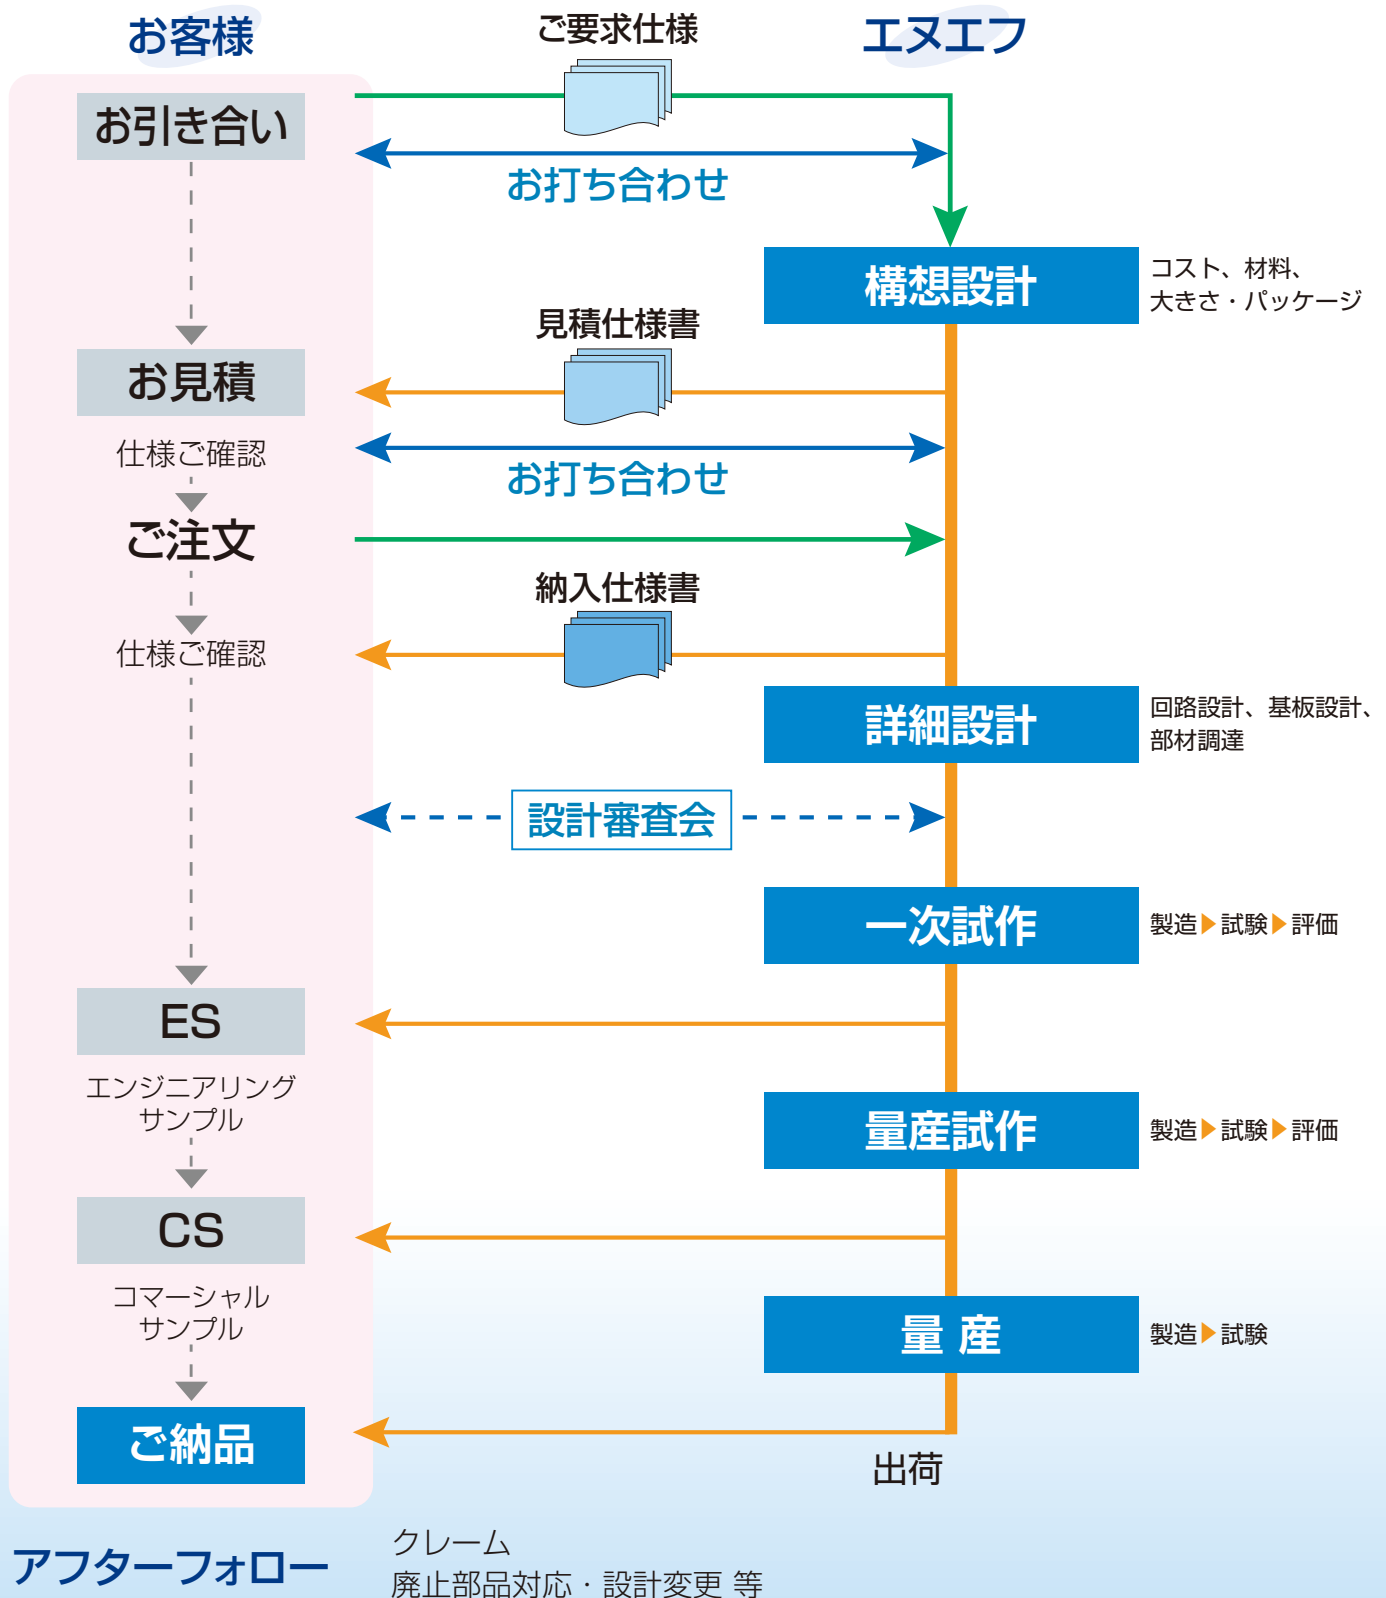 お客様
ご要求仕様
エヌエフ
お引き合い
お打ち合わせ
構想設計
コスト、材料、
大きさ・パッケージ
見積仕様書
お見積
仕様ご確認
お打ち合わせ
ご注文
納入仕様書
仕様ご確認
詳細設計
回路設計、基板設計、
部材調達
設計審査会
一次試作
製造▶試験▶評価
ES
エンジニアリング
サンプル
量産試作
製造▶試験▶評価
CS
コマーシャル
サンプル
量 産
製造▶試験
ご納品
出荷
アフターフォロー
クレーム
廃止部品対応・設計変更 等